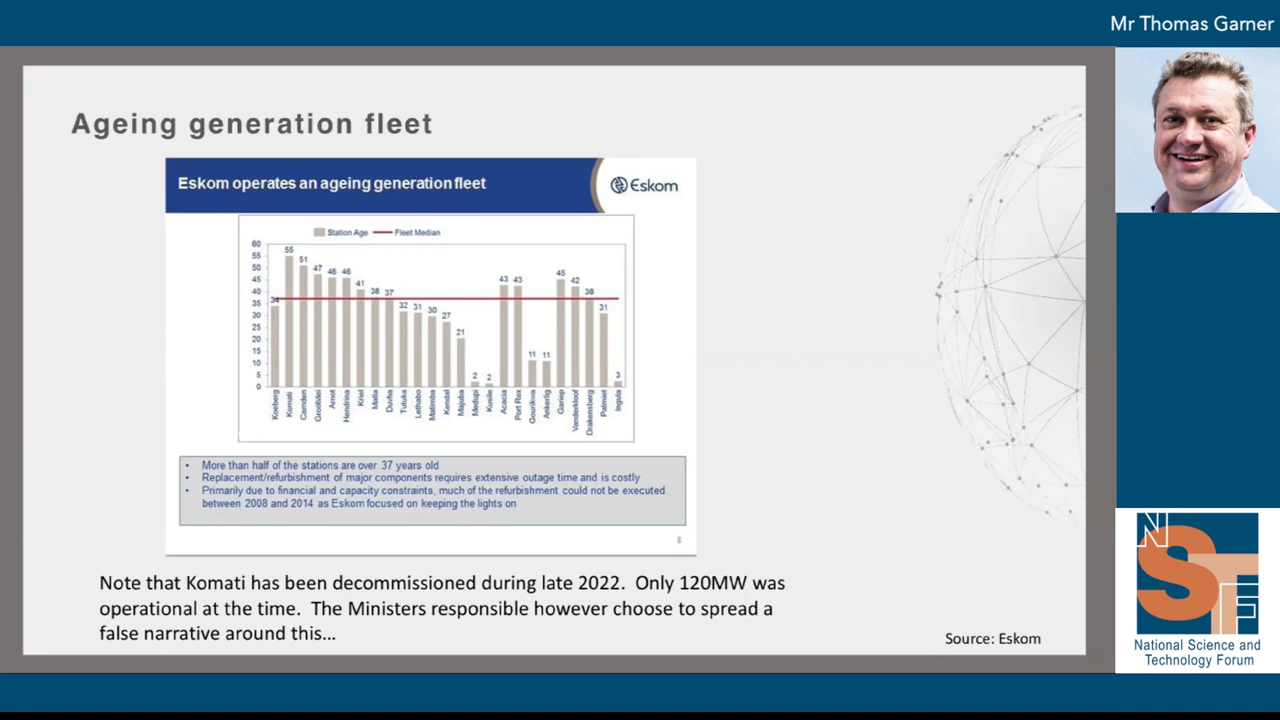 Mr Thomas Garner
Ageing generation fleet
Eskom operates an ageing generation fleet
Eskom
Station Age
Fleet Median
60
55
50
45
40
35
30
25
20
15
10
5
0
34
55
51
47
46
46
41
38
37
32
31
30
27
21
2
2
43
43
11
11
45
42
38
31
3
Koeberg
Komati
Camden
Grootvlei
Arnot
Hendrina
Kriel
Matla
Duvha
Tutuka
Lethabo
Matimba
Kendal
Majuba
Medupi
Kusile
Acacia
Port Rex
Gourikwa
Ankerlig
Gariep
Vanderkloof
Drakensberg
Palmiet
Ingula
• More than half of the stations are over 37 years old
• Replacement/refurbishment of major components requires extensive outage time and is costly
• Primarily due to financial and capacity constraints, much of the refurbishment could not be executed
between 2008 and 2014 as Eskom focused on keeping the lights on
8
Note that Komati has been decommissioned during late 2022. Only 120MW was
operational at the time. The Ministers responsible however choose to spread a
false narrative around this...
Source: Eskom
NSTF
National Science and
Technology Forum